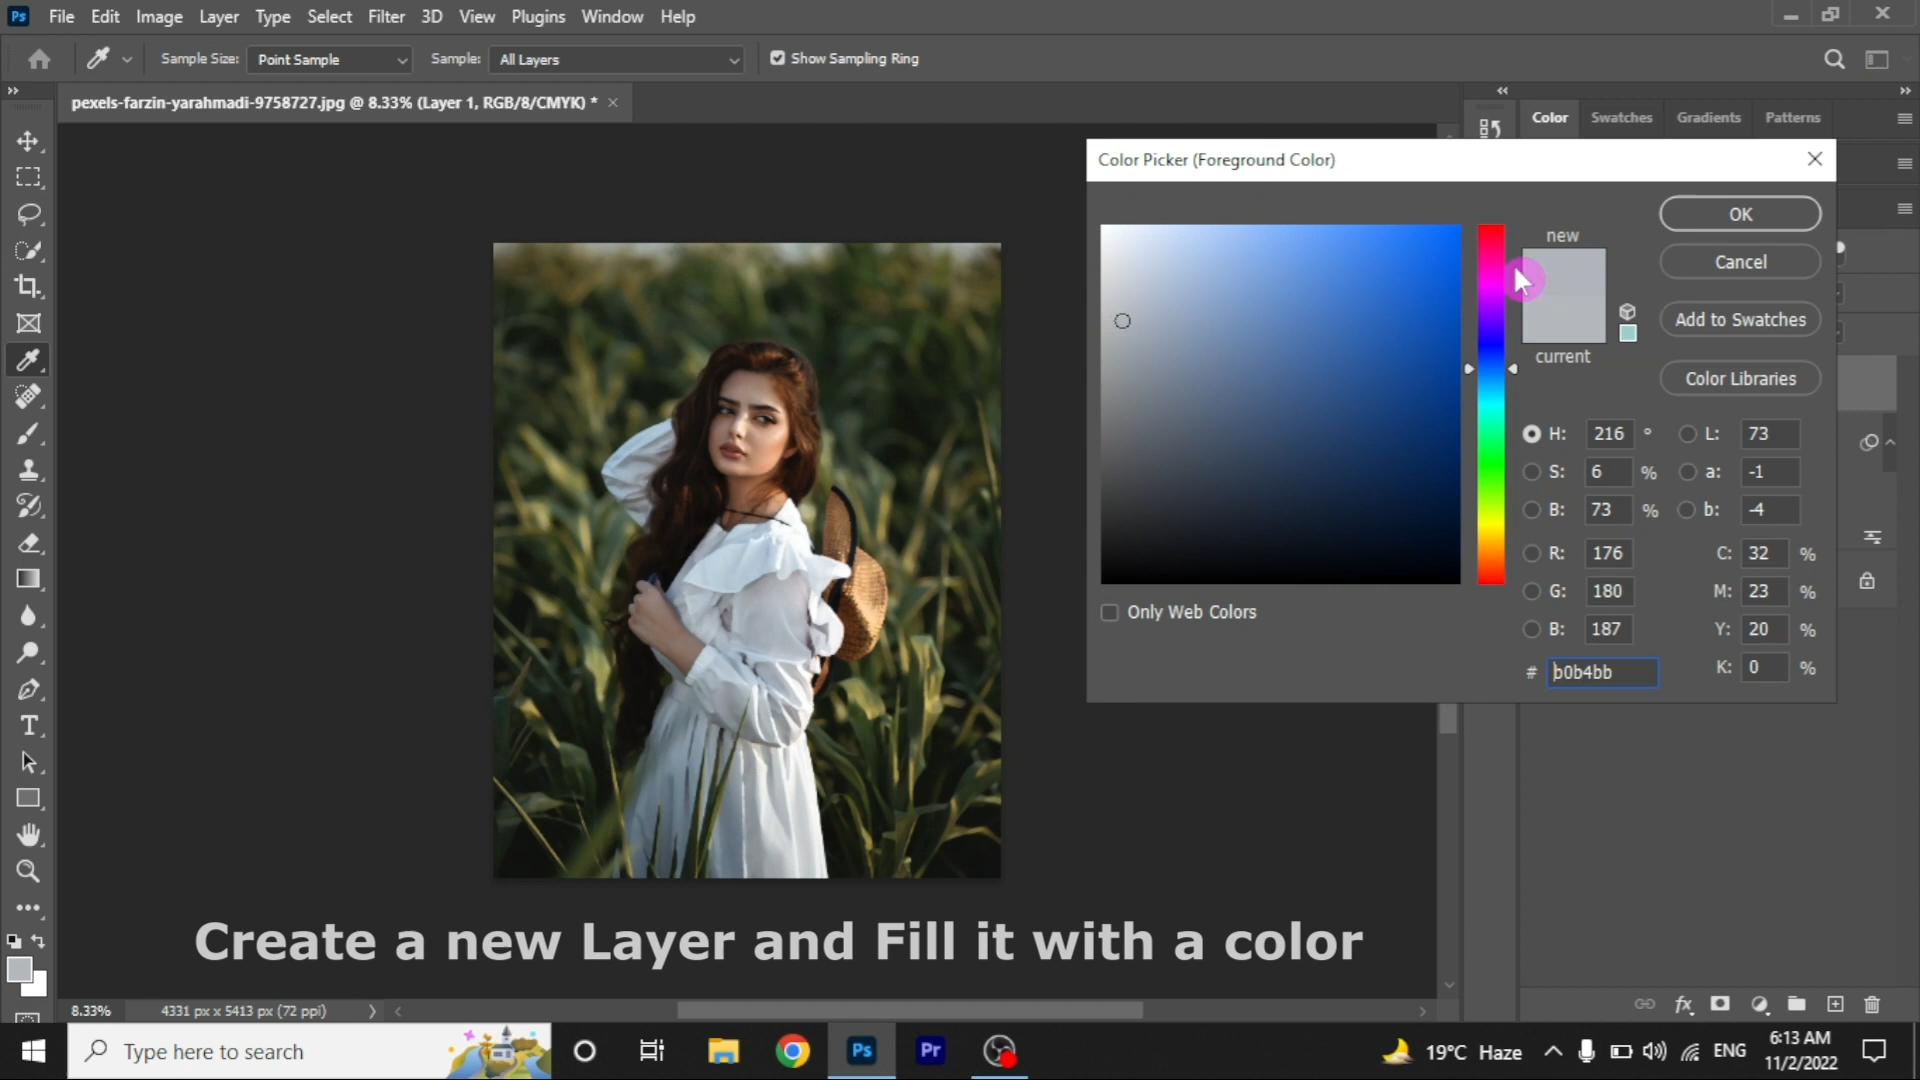 Ps File Edit Image Layer Type Select Filter 3D View Plugins Window Help
Sample Size: Point Sample Sample: All Layers Show Sampling Ring
pexels-farzin-yarahmadi-9758727.jpg @ 8.33% (Layer 1, RGB/8/CMYK) *
Color Swatches Gradients Patterns
Color Picker (Foreground Color)
OK
new
Cancel
Add to Swatches
current
Color Libraries
H: 216 ° L: 73
S: 6 % a: -1
B: 73 % b: -4
R: 176 C: 32 %
G: 180 M: 23 %
B: 187 Y: 20 %
# b0b4bb K: 0 %
Only Web Colors
Create a new Layer and Fill it with a color
8.33% 4331 px x 5413 px (72 ppi)
fx
Type here to search
Ps Pr
19°C Haze ENG
6:13 AM
11/2/2022